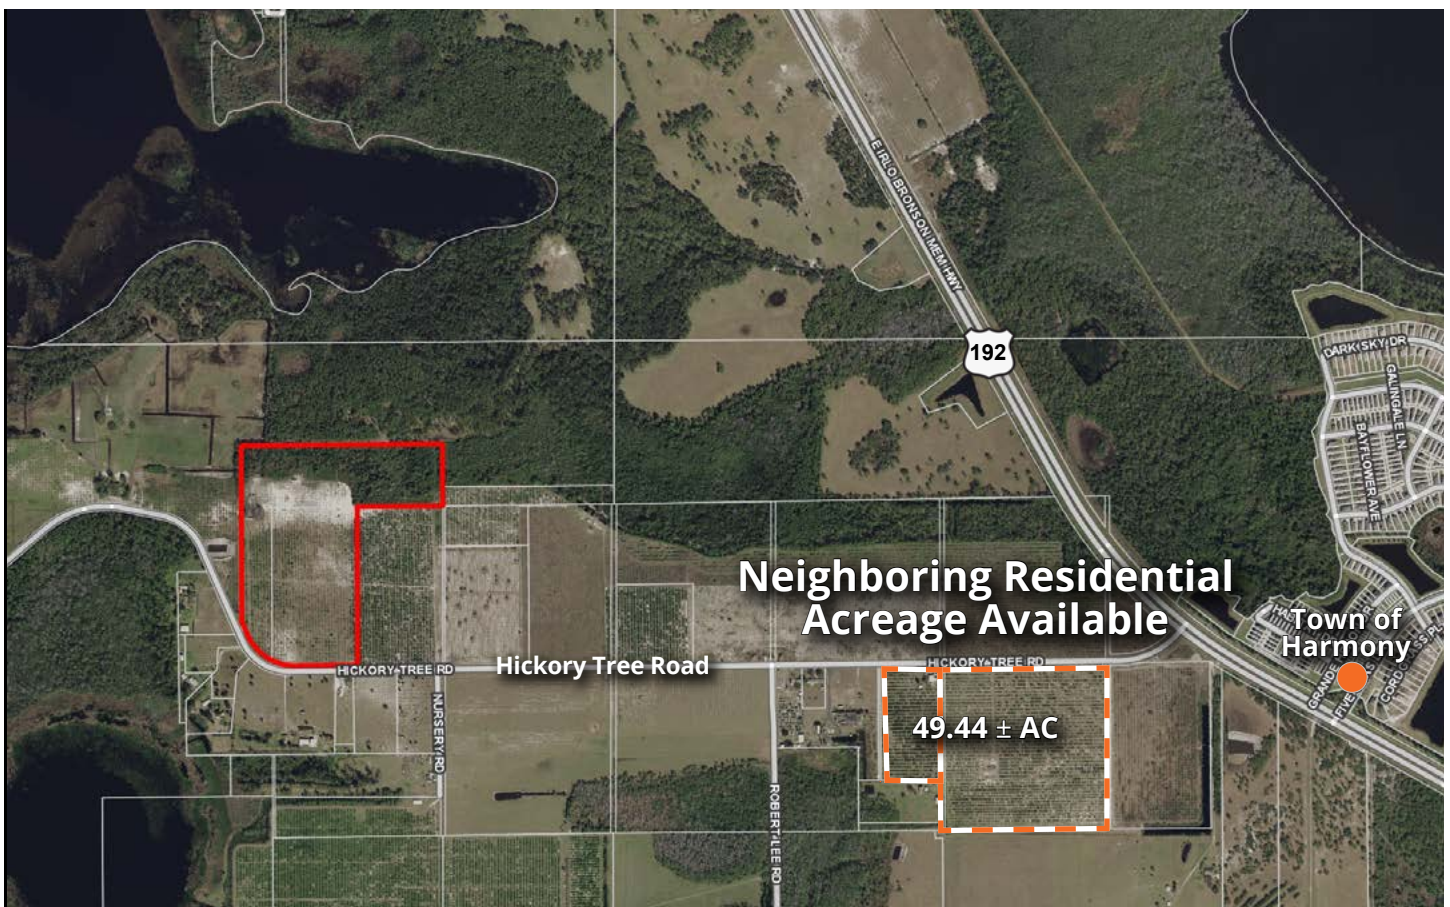 E IRLO BRONSON MEM HWY
192
DARK SKY DR
GALINGALE LN
BAYFLOWER AVE
Neighboring Residential
Acreage Available
Town of
Harmony
HICKORY TREE RD
Hickory Tree Road
HICKORY TREE RD
NURSERY RD
49.44 ± AC
ROBERT LEE RD
GRANDE
FIVE